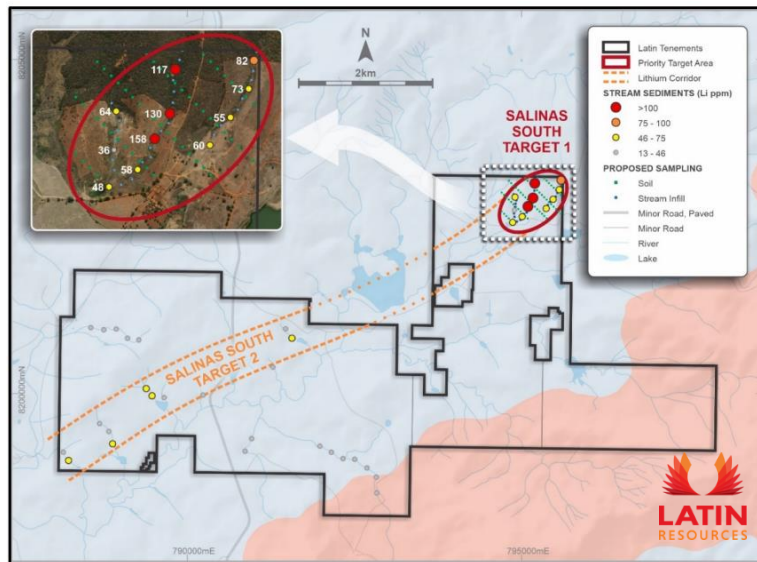 8205000mN
117
82
73
64
130
55
158
36
60
58
48
N
2km
Latin Tenements
Priority Target Area
Lithium Corridor
STREAM SEDIMENTS (Li ppm)
>100
75 - 100
46 - 75
13 - 46
PROPOSED SAMPLING
Soil
Stream Infill
Minor Road, Paved
Minor Road
River
Lake
SALINAS
SOUTH
TARGET 1
SALINAS SOUTH
TARGET 2
8200000mN
790000mE
795000mE
LATIN
RESOURCES